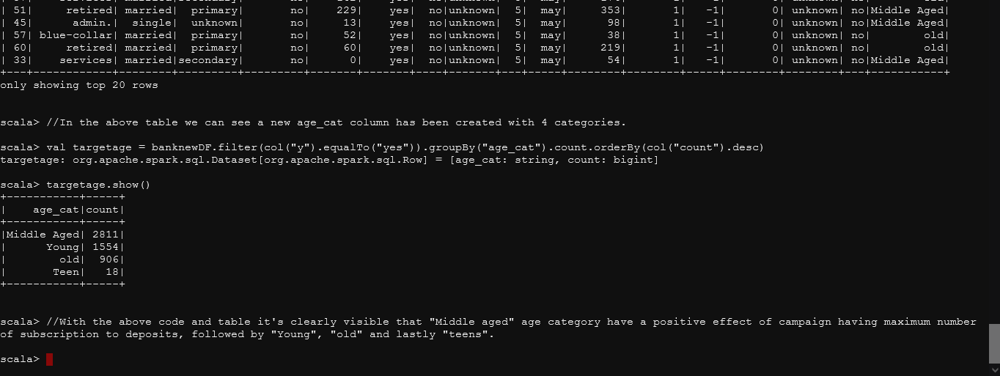 | 51|     retired| married|  primary|       no|    229|    yes|  no|unknown|  5|  may|     353|       1|   -1|       0| unknown| no|Middle Aged|
| 45|      admin.|  single|  unknown|       no|     13|    yes|  no|unknown|  5|  may|      98|       1|   -1|       0| unknown| no|Middle Aged|
| 57| blue-collar| married|  primary|       no|     52|    yes|  no|unknown|  5|  may|      38|       1|   -1|       0| unknown| no|        old|
| 60|     retired| married|  primary|       no|     60|    yes|  no|unknown|  5|  may|     219|       1|   -1|       0| unknown| no|        old|
| 33|    services| married|secondary|       no|      0|    yes|  no|unknown|  5|  may|      54|       1|   -1|       0| unknown| no|Middle Aged|
+---+------------+--------+---------+---------+-------+-------+----+-------+---+-----+--------+--------+-----+--------+--------+---+-----------+
only showing top 20 rows
scala> //In the above table we can see a new age_cat column has been created with 4 categories.
scala> val targetage = banknewDF.filter(col("y").equalTo("yes")).groupBy("age_cat").count.orderBy(col("count").desc)
targetage: org.apache.spark.sql.Dataset[org.apache.spark.sql.Row] = [age_cat: string, count: bigint]
scala> targetage.show()
+-----------+-----+
|    age_cat|count|
+-----------+-----+
|Middle Aged| 2811|
|      Young| 1554|
|        old|  906|
|       Teen|   18|
+-----------+-----+
scala> //With the above code and table it's clearly visible that "Middle aged" age category have a positive effect of campaign having maximum number
of subscription to deposits, followed by "Young", "old" and lastly "teens".
scala>